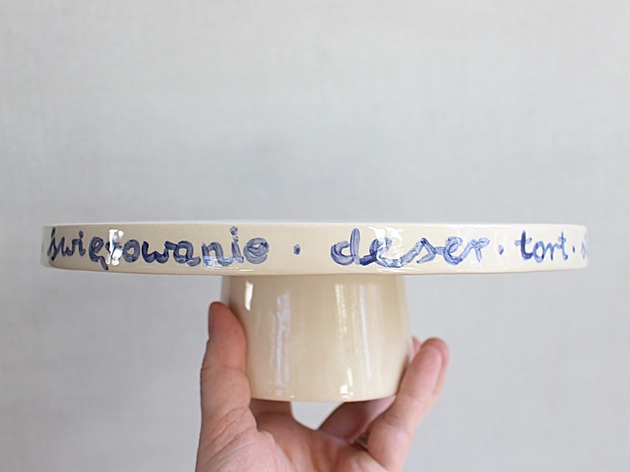 świętowanie · deser · tort ·